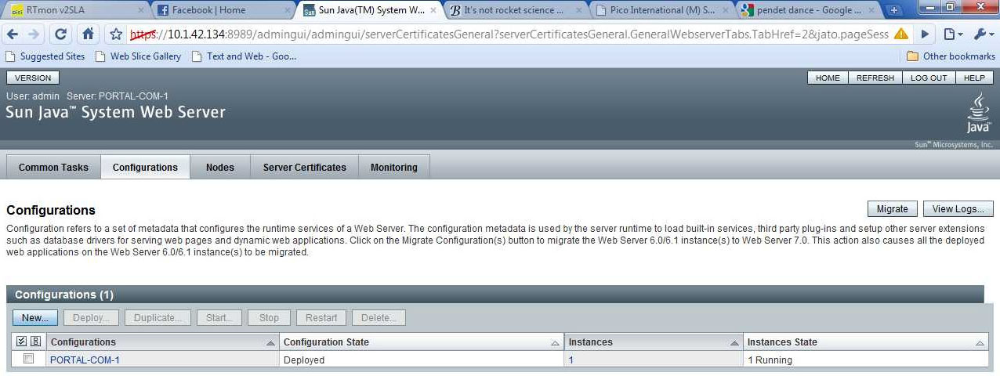 RTmon v2SLA
Facebook | Home
Sun Java(TM) System W...
It's not rocket science ...
Pico International (M) S...
pendet dance - Google ...
https://10.1.42.134:8989/admingui/admingui/serverCertificatesGeneral?serverCertificatesGeneral.GeneralWebserverTabs.TabHref=2&jato.pageSess
Suggested Sites
Web Slice Gallery
Text and Web - Goo...
Other bookmarks
VERSION
HOME
REFRESH
LOG OUT
HELP
User: admin Server: PORTAL-COM-1
Sun Java™ System Web Server
Java™
Sun™ Microsystems, Inc.
Common Tasks
Configurations
Nodes
Server Certificates
Monitoring
Configurations
Migrate
View Logs...
Configuration refers to a set of metadata that configures the runtime services of a Web Server. The configuration metadata is used by the server runtime to load built-in services, third party plug-ins and setup other server extensions
such as database drivers for serving web pages and dynamic web applications. Click on the Migrate Configuration(s) button to migrate the Web Server 6.0/6.1 instance(s) to Web Server 7.0. This action also causes all the deployed
web applications on the Web Server 6.0/6.1 instance(s) to be migrated.
Configurations (1)
New...
Deploy...
Duplicate...
Start...
Stop
Restart
Delete...
Configurations
Configuration State
Instances
Instances State
PORTAL-COM-1
Deployed
1
1 Running